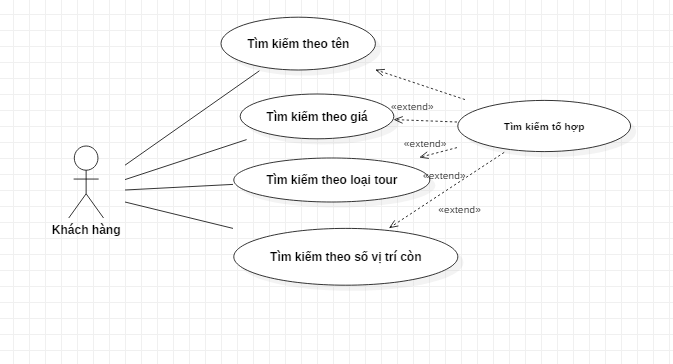 Tìm kiếm theo tên
«extend»
Tìm kiếm theo giá
Tìm kiếm tổ hợp
«extend»
Tìm kiếm theo loại tour
«extend»
«extend»
Khách hàng
Tìm kiếm theo số vị trí còn